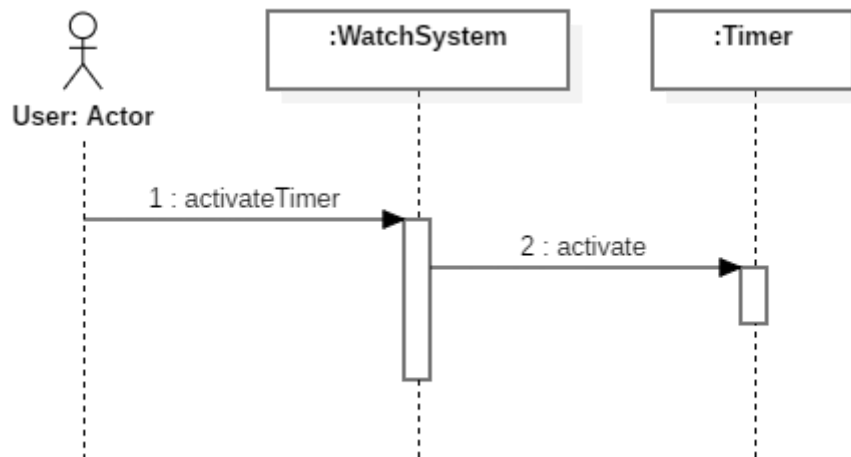 :WatchSystem
:Timer
User: Actor
1 : activateTimer
2 : activate